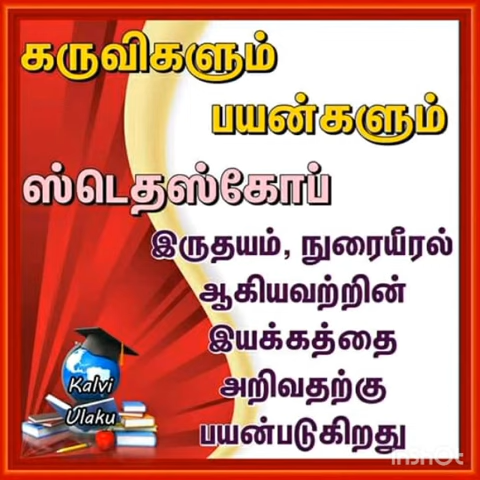 கருவிகளும்
பயன்களும்
ஸ்டெதஸ்கோப்
இருதயம், நுரையீரல்
ஆகியவற்றின்
இயக்கத்தை
அறிவதற்கு
பயன்படுகிறது
Kalvi
Ulaku
INSHOT